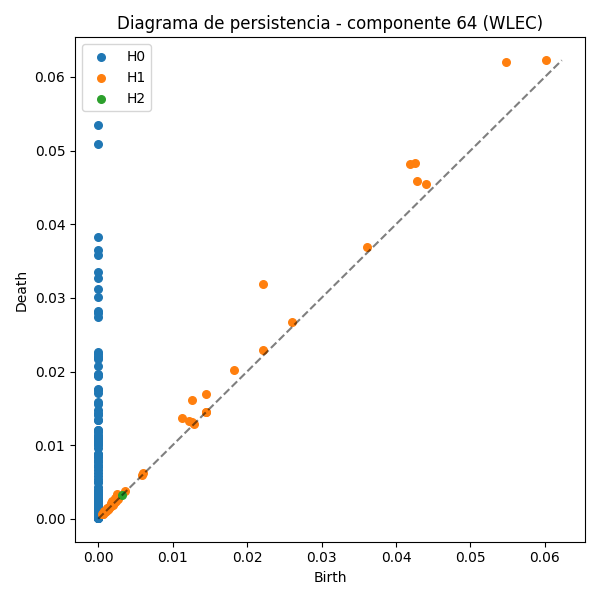 Diagrama de persistencia - componente 64 (WLEC)
H0
H1
H2
Death
0.06
0.05
0.04
0.03
0.02
0.01
0.00
0.00 0.01 0.02 0.03 0.04 0.05 0.06
Birth